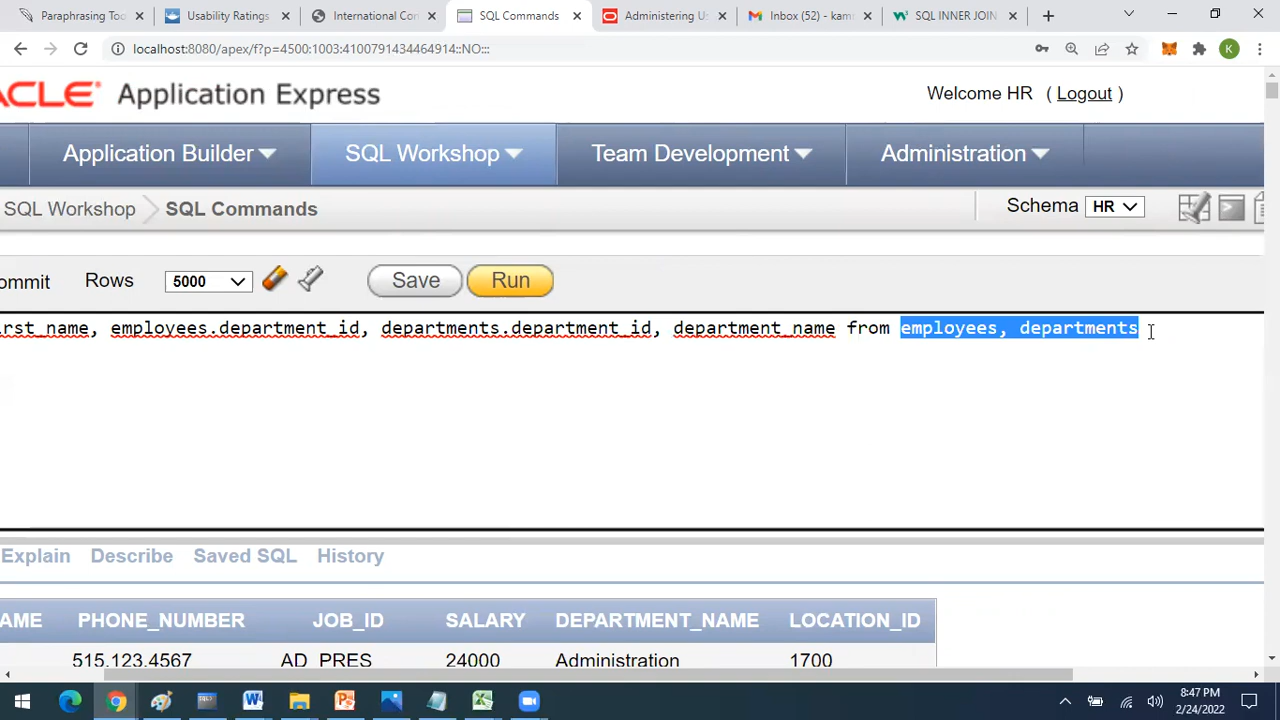 Paraphrasing Too
Usability Ratings
International Con
SQL Commands
Administering Us
Inbox (52) - kam
SQL INNER JOIN
localhost:8080/apex/f?p=4500:1003:4100791434464914::NO:::
K
ACLE® Application Express
Welcome HR ( Logout )
Application Builder
SQL Workshop
Team Development
Administration
SQL Workshop
SQL Commands
Schema HR
ommit
Rows
5000
Save
Run
rst_name, employees.department_id, departments.department_id, department_name from employees, departments
Explain
Describe
Saved SQL
History
AME PHONE_NUMBER JOB_ID SALARY DEPARTMENT_NAME LOCATION_ID
515.123.4567 AD_PRES 24000 Administration 1700
8:47 PM
2/24/2022